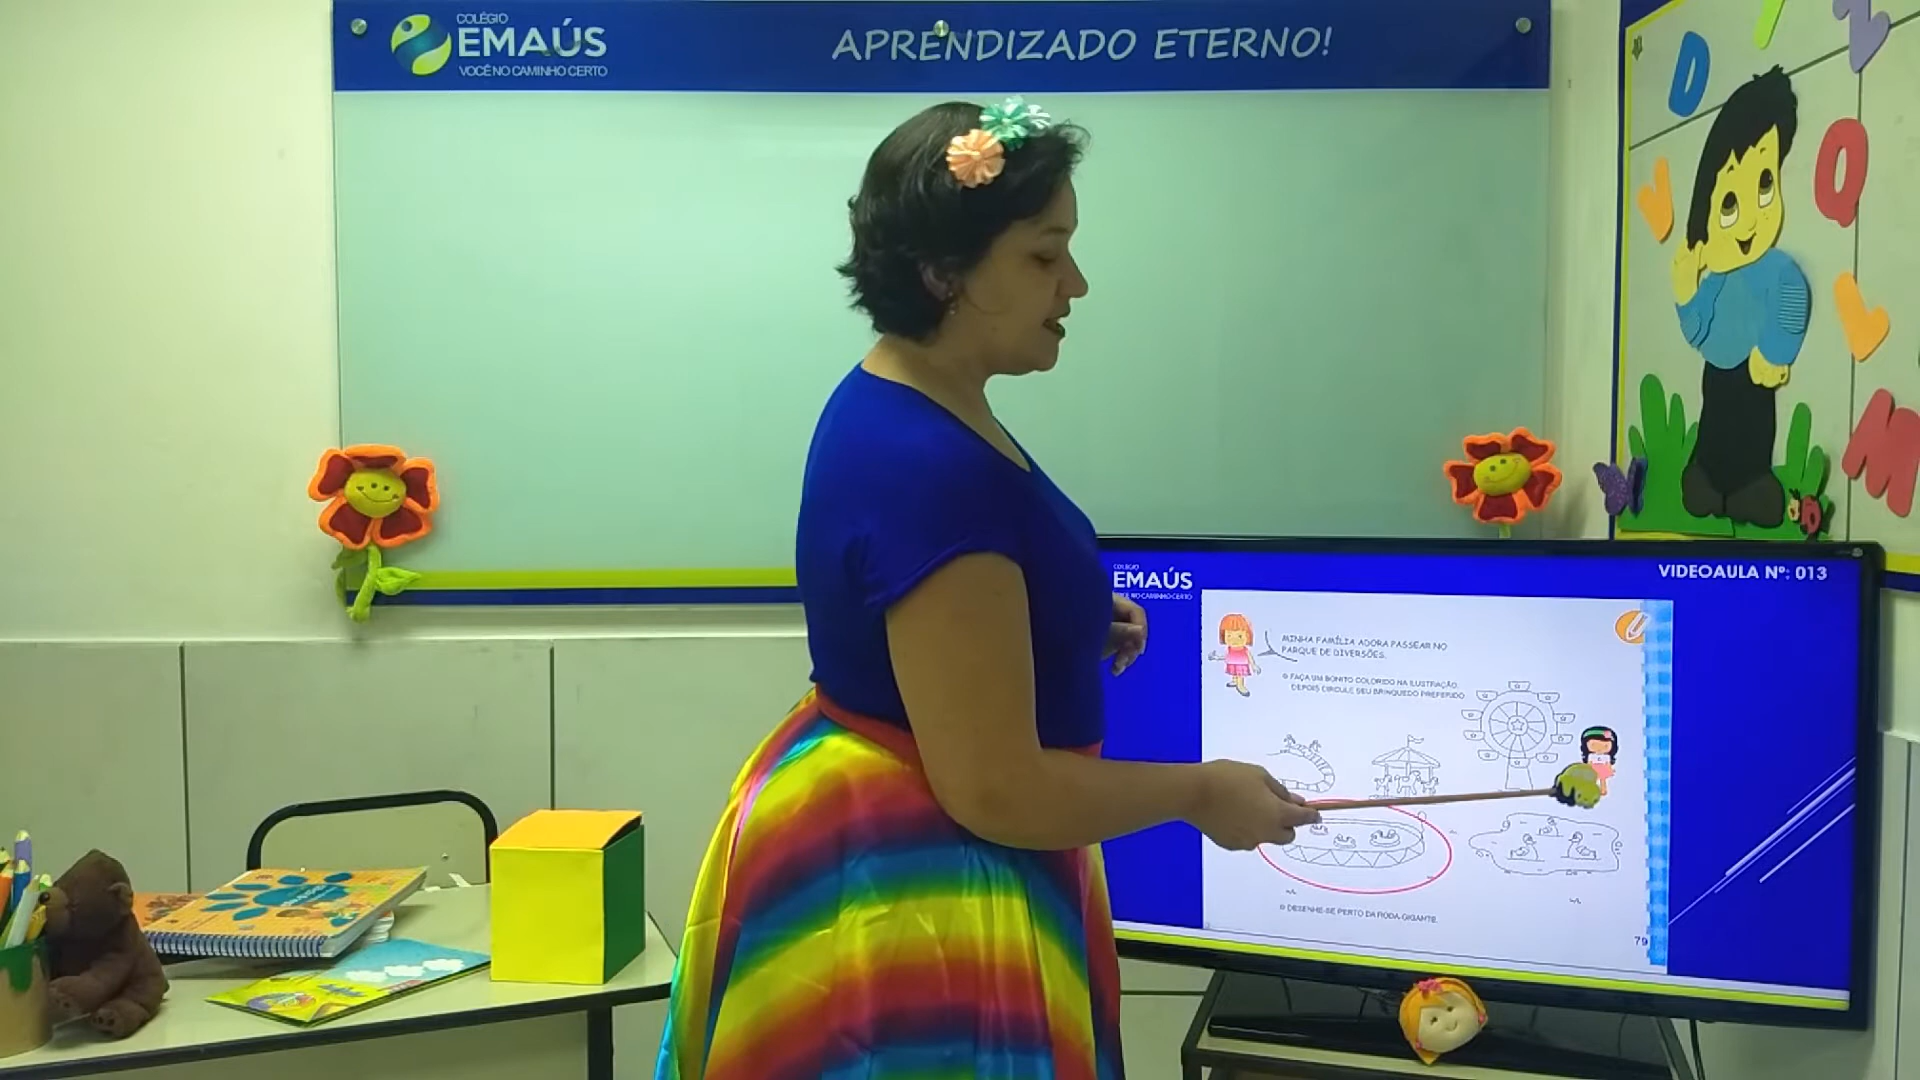 COLÉGIO
EMAÚS
VOCÊ NO CAMINHO CERTO
APRENDIZADO ETERNO!
D
L
V
Q
L
M
COLÉGIO
EMAÚS
VOCÊ NO CAMINHO CERTO
VIDEOAULA Nº: 013
MINHA FAMÍLIA ADORA PASSEAR NO
PARQUE DE DIVERSÕES.
FAÇA UM BONITO COLORIDO NA ILUSTRAÇÃO.
DEPOIS CIRCULE SEU BRINQUEDO PREFERIDO
DESENHE-SE PERTO DA RODA-GIGANTE.
79